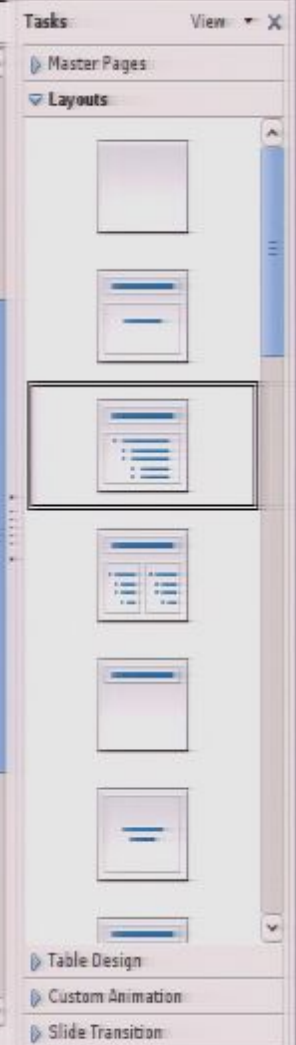 Tasks View
Master Pages
Layouts
Table Design
Custom Animation
Slide Transition